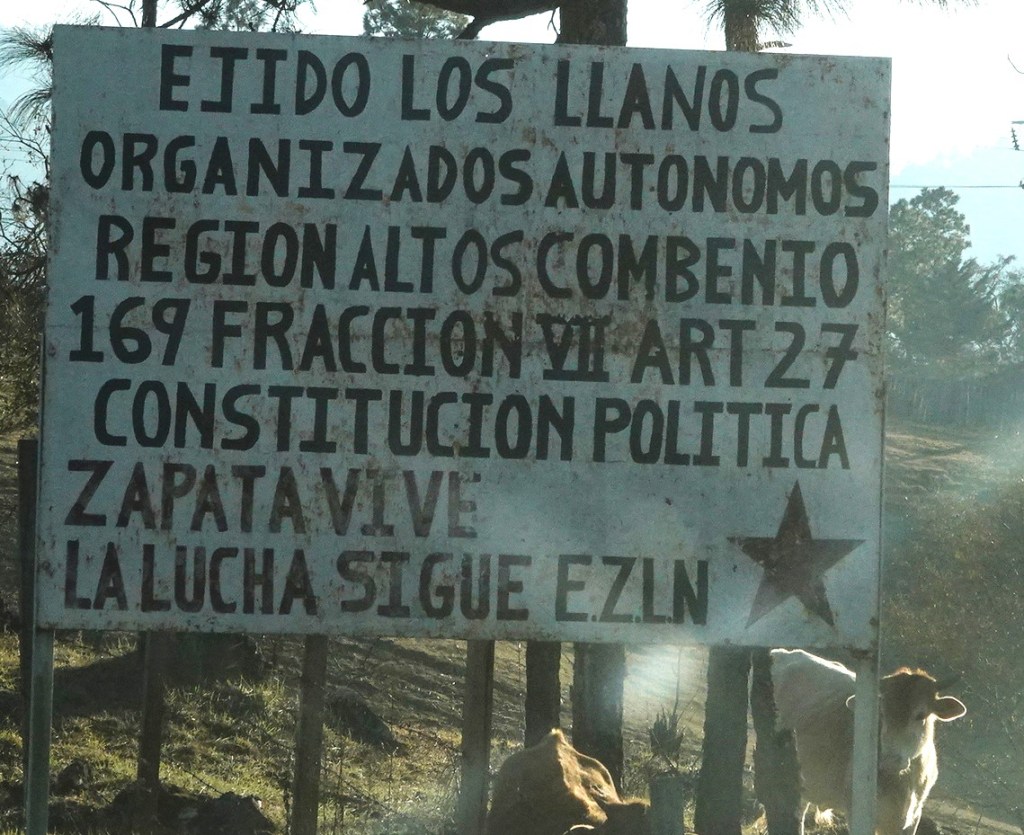 EJIDO LOS LLANOS
ORGANIZADOS AUTONOMOS
REGION ALTOS COMBENIO
169 FRACCION VII ART 27
CONSTITUCION POLITICA
ZAPATA VIVE
LA LUCHA SIGUE E.Z.L.N